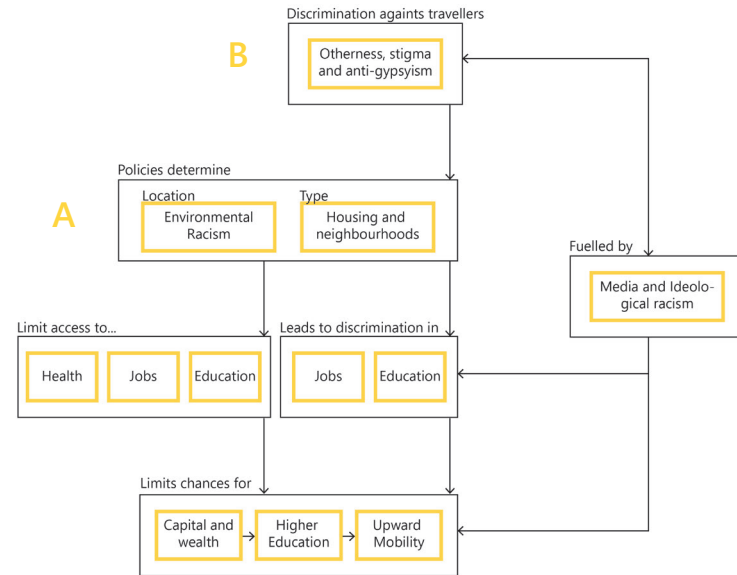 Discrimination againts travellers
B
Otherness, stigma
and anti-gypsyism
Policies determine
A
Location
Environmental
Racism
Type
Housing and
neighbourhoods
Fuelled by
Media and Ideolo-
gical racism
Limit access to...
Health
Jobs
Education
Leads to discrimination in
Jobs
Education
Limits chances for
Capital and
wealth
Higher
Education
Upward
Mobility